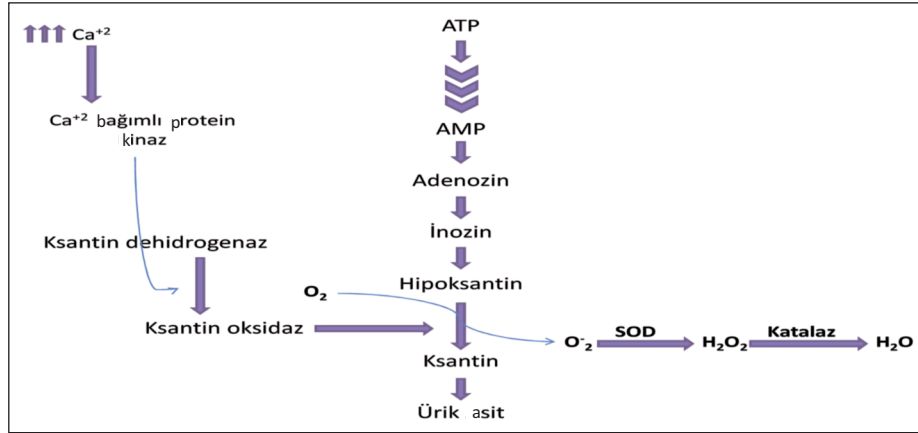 Ca⁺²
Ca⁺² bağımlı protein
kinaz
Ksantin dehidrogenaz
Ksantin oksidaz
ATP
AMP
Adenozin
İnozin
Hipoksantin
O₂
Ksantin
Ürik asit
O⁻₂ SOD H₂O₂ Katalaz H₂O